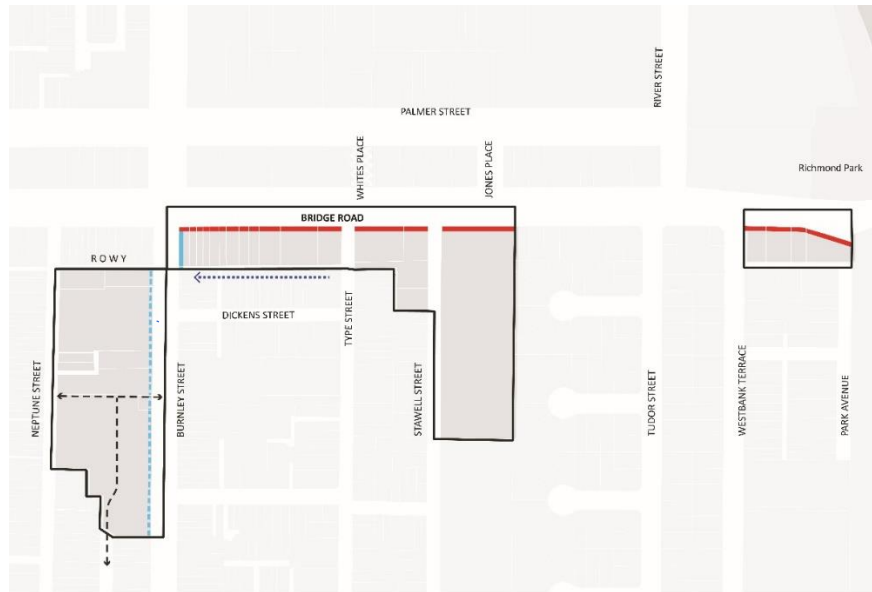 RIVER STREET
PALMER STREET
WHITES PLACE
JONES PLACE
Richmond Park
BRIDGE ROAD
R O W Y
DICKENS STREET
TYPE STREET
NEPTUNE STREET
BURNLEY STREET
STAWELL STREET
TUDOR STREET
WESTBANK TERRACE
PARK AVENUE